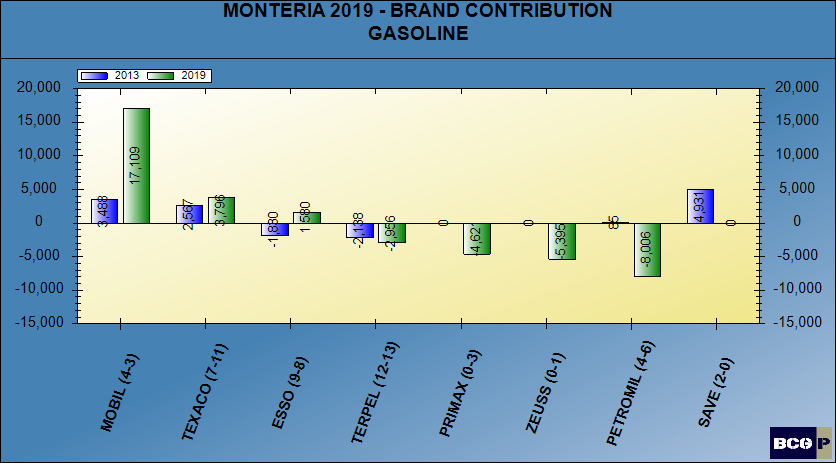 MONTERIA 2019 - BRAND CONTRIBUTION
GASOLINE
2013 2019
20,000 20,000
15,000 15,000
10,000 10,000
5,000 5,000
0 0
-5,000 -5,000
-10,000 -10,000
-15,000 -15,000
3,488 17,109 2,567 3,796 -1,880 1,580 -2,138 -2,956 0 -4,621 0 -5,395 85 -8,006 4,931 0
MOBIL (4-3)
TEXACO (7-11)
ESSO (9-8)
TERPEL (12-13)
PRIMAX (0-3)
ZEUSS (0-1)
PETROMIL (4-6)
SAVE (2-0)
BCO P